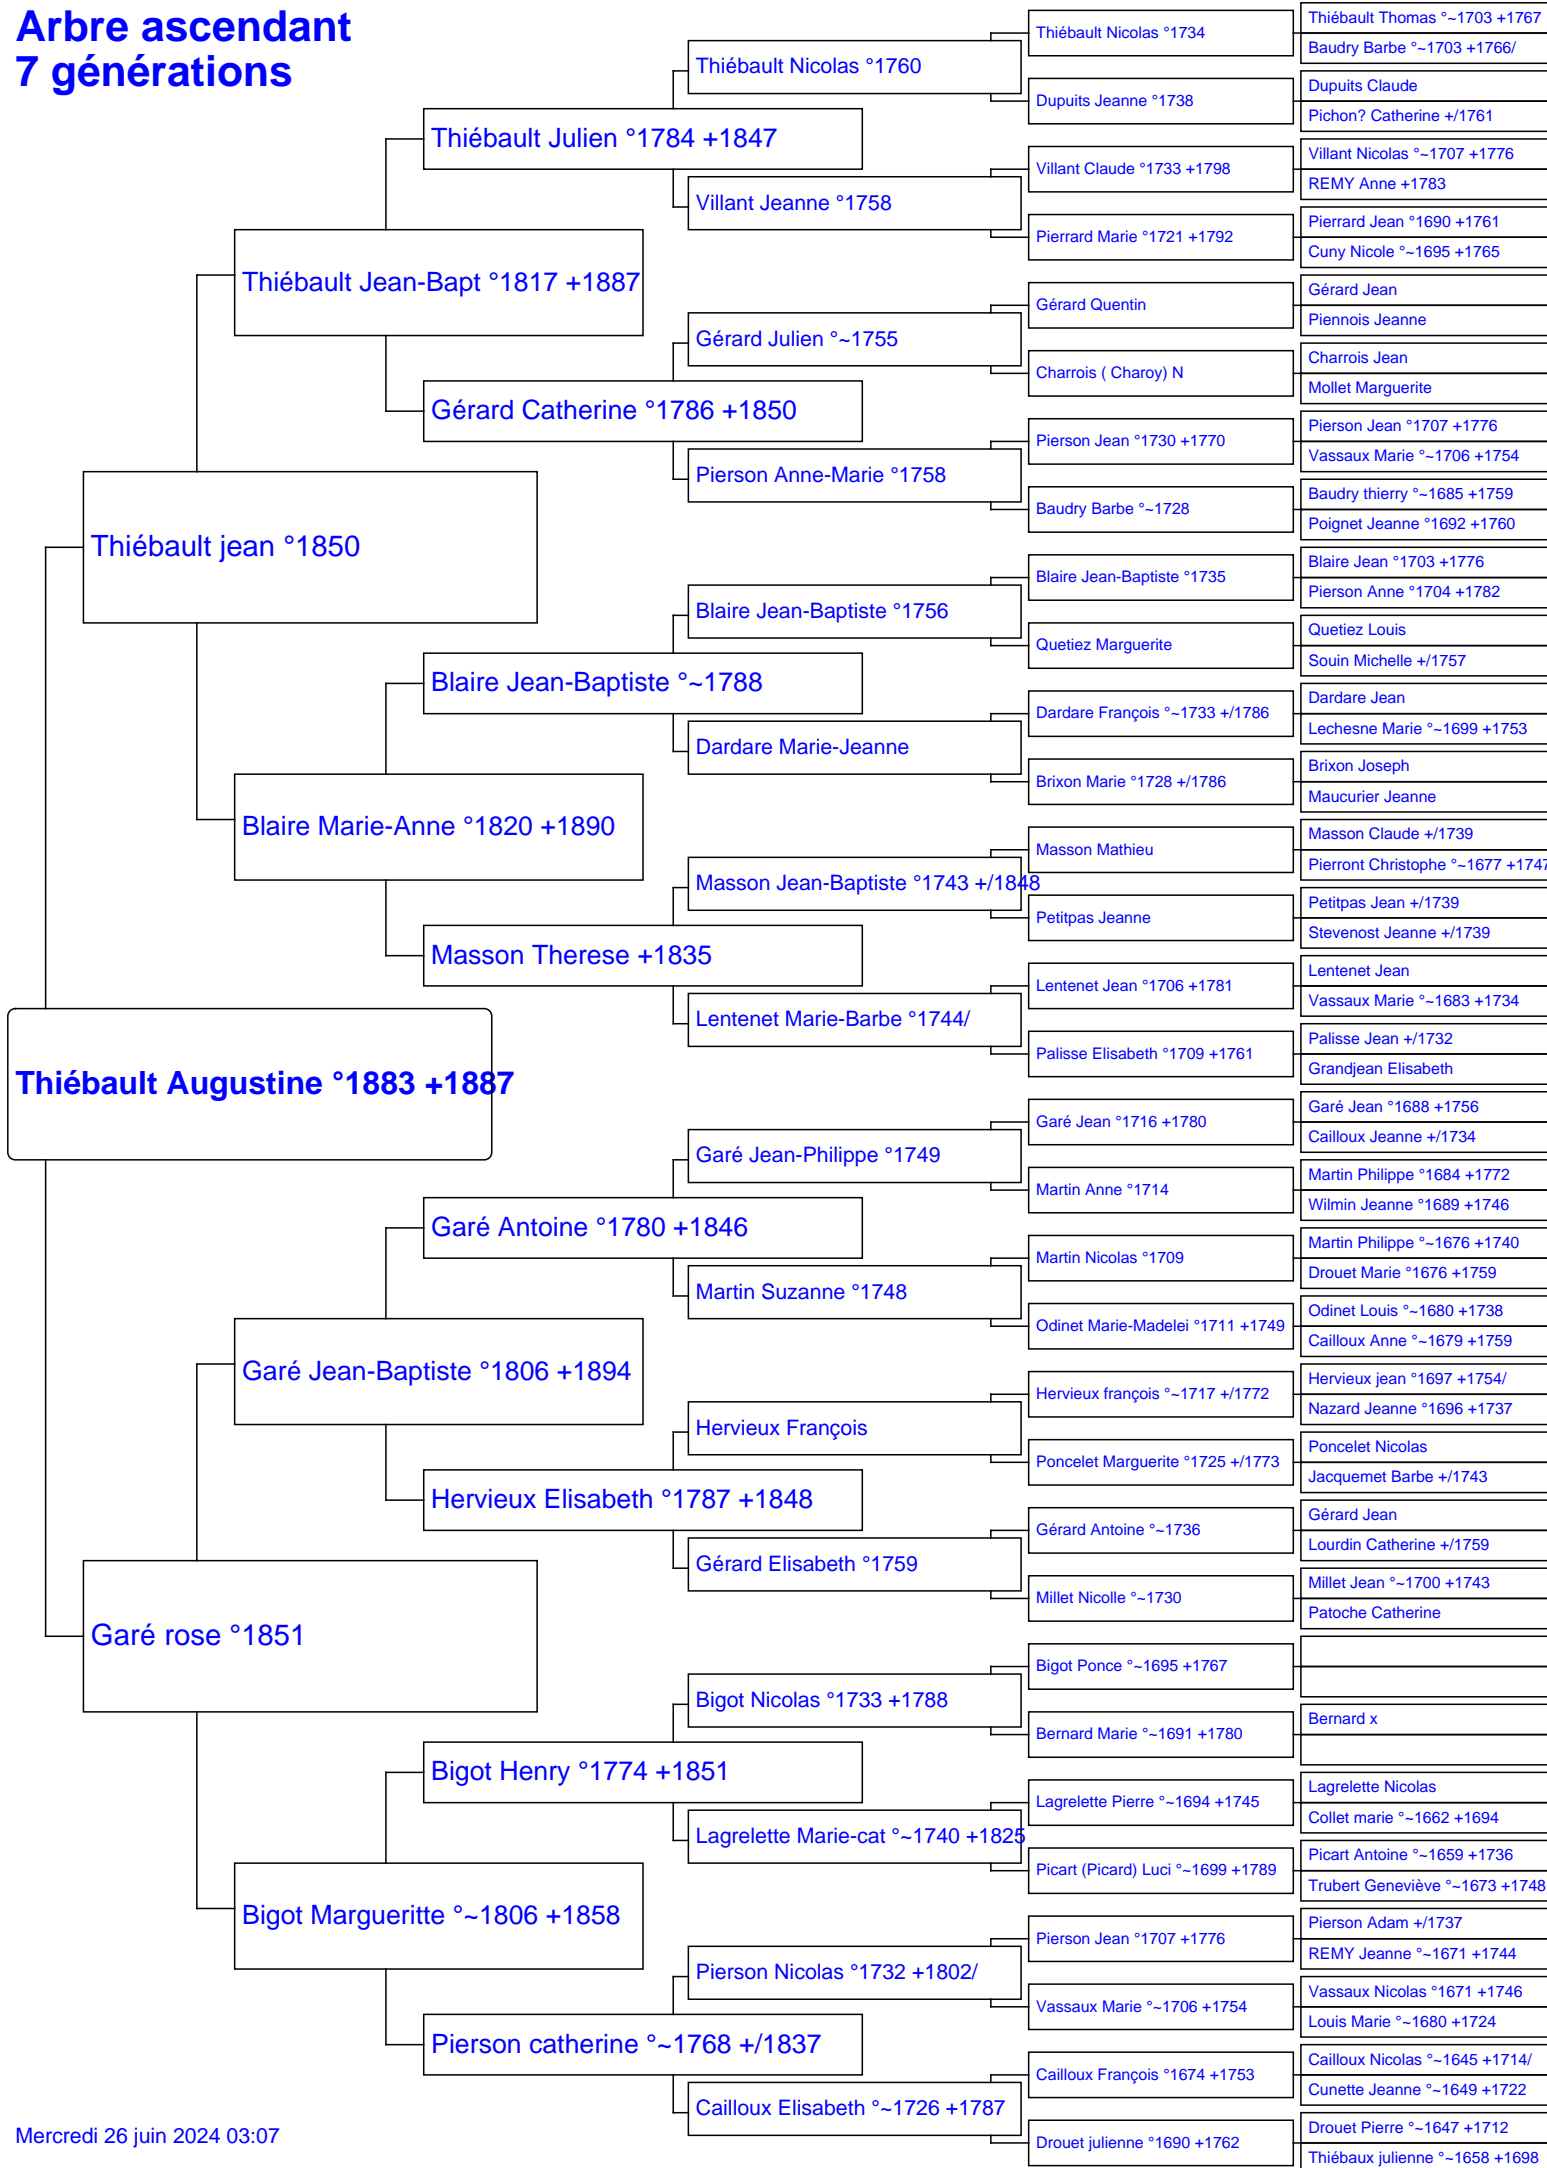 Arbre ascendant
7 générations
Thiébault Augustine °1883 +1887
Thiébault jean °1850
Garé rose °1851
Thiébault Jean-Bapt °1817 +1887
Blaire Marie-Anne °1820 +1890
Garé Jean-Baptiste °1806 +1894
Bigot Margueritte °~1806 +1858
Thiébault Julien °1784 +1847
Gérard Catherine °1786 +1850
Blaire Jean-Baptiste °~1788
Masson Therese +1835
Garé Antoine °1780 +1846
Hervieux Elisabeth °1787 +1848
Bigot Henry °1774 +1851
Pierson catherine °~1768 +/1837
Thiébault Nicolas °1760
Villant Jeanne °1758
Gérard Julien °~1755
Pierson Anne-Marie °1758
Blaire Jean-Baptiste °1756
Dardare Marie-Jeanne
Masson Jean-Baptiste °1743 +/1848
Lentenet Marie-Barbe °1744/
Garé Jean-Philippe °1749
Martin Suzanne °1748
Hervieux François
Gérard Elisabeth °1759
Bigot Nicolas °1733 +1788
Lagrelette Marie-cat °~1740 +1825
Pierson Nicolas °1732 +1802/
Cailloux Elisabeth °~1726 +1787
Thiébault Nicolas °1734
Dupuits Jeanne °1738
Villant Claude °1733 +1798
Pierrard Marie °1721 +1792
Gérard Quentin
Charrois ( Charoy) N
Pierson Jean °1730 +1770
Baudry Barbe °~1728
Blaire Jean-Baptiste °1735
Quetiez Marguerite
Dardare François °~1733 +/1786
Brixon Marie °1728 +/1786
Masson Mathieu
Petitpas Jeanne
Lentenet Jean °1706 +1781
Palisse Elisabeth °1709 +1761
Garé Jean °1716 +1780
Martin Anne °1714
Martin Nicolas °1709
Odinet Marie-Madelei °1711 +1749
Hervieux françois °~1717 +/1772
Poncelet Marguerite °1725 +/1773
Gérard Antoine °~1736
Millet Nicolle °~1730
Bigot Ponce °~1695 +1767
Bernard Marie °~1691 +1780
Lagrelette Pierre °~1694 +1745
Picart (Picard) Luci °~1699 +1789
Pierson Jean °1707 +1776
Vassaux Marie °~1706 +1754
Cailloux François °1674 +1753
Drouet julienne °1690 +1762
Thiébault Thomas °~1703 +1767
Baudry Barbe °~1703 +1766/
Dupuits Claude
Pichon? Catherine +/1761
Villant Nicolas °~1707 +1776
REMY Anne +1783
Pierrard Jean °1690 +1761
Cuny Nicole °~1695 +1765
Gérard Jean
Piennois Jeanne
Charrois Jean
Mollet Marguerite
Pierson Jean °1707 +1776
Vassaux Marie °~1706 +1754
Baudry thierry °~1685 +1759
Poignet Jeanne °1692 +1760
Blaire Jean °1703 +1776
Pierson Anne °1704 +1782
Quetiez Louis
Souin Michelle +/1757
Dardare Jean
Lechesne Marie °~1699 +1753
Brixon Joseph
Maucurier Jeanne
Masson Claude +/1739
Pierront Christophe °~1677 +1747
Petitpas Jean +/1739
Stevenost Jeanne +/1739
Lentenet Jean
Vassaux Marie °~1683 +1734
Palisse Jean +/1732
Grandjean Elisabeth
Garé Jean °1688 +1756
Cailloux Jeanne +/1734
Martin Philippe °1684 +1772
Wilmin Jeanne °1689 +1746
Martin Philippe °~1676 +1740
Drouet Marie °1676 +1759
Odinet Louis °~1680 +1738
Cailloux Anne °~1679 +1759
Hervieux jean °1697 +1754/
Nazard Jeanne °1696 +1737
Poncelet Nicolas
Jacquemet Barbe +/1743
Gérard Jean
Lourdin Catherine +/1759
Millet Jean °~1700 +1743
Patoche Catherine
Bernard x
Lagrelette Nicolas
Collet marie °~1662 +1694
Picart Antoine °~1659 +1736
Trubert Geneviève °~1673 +1748
Pierson Adam +/1737
REMY Jeanne °~1671 +1744
Vassaux Nicolas °1671 +1746
Louis Marie °~1680 +1724
Cailloux Nicolas °~1645 +1714/
Cunette Jeanne °~1649 +1722
Drouet Pierre °~1647 +1712
Thiébaux julienne °~1658 +1698
Mercredi 26 juin 2024 03:07